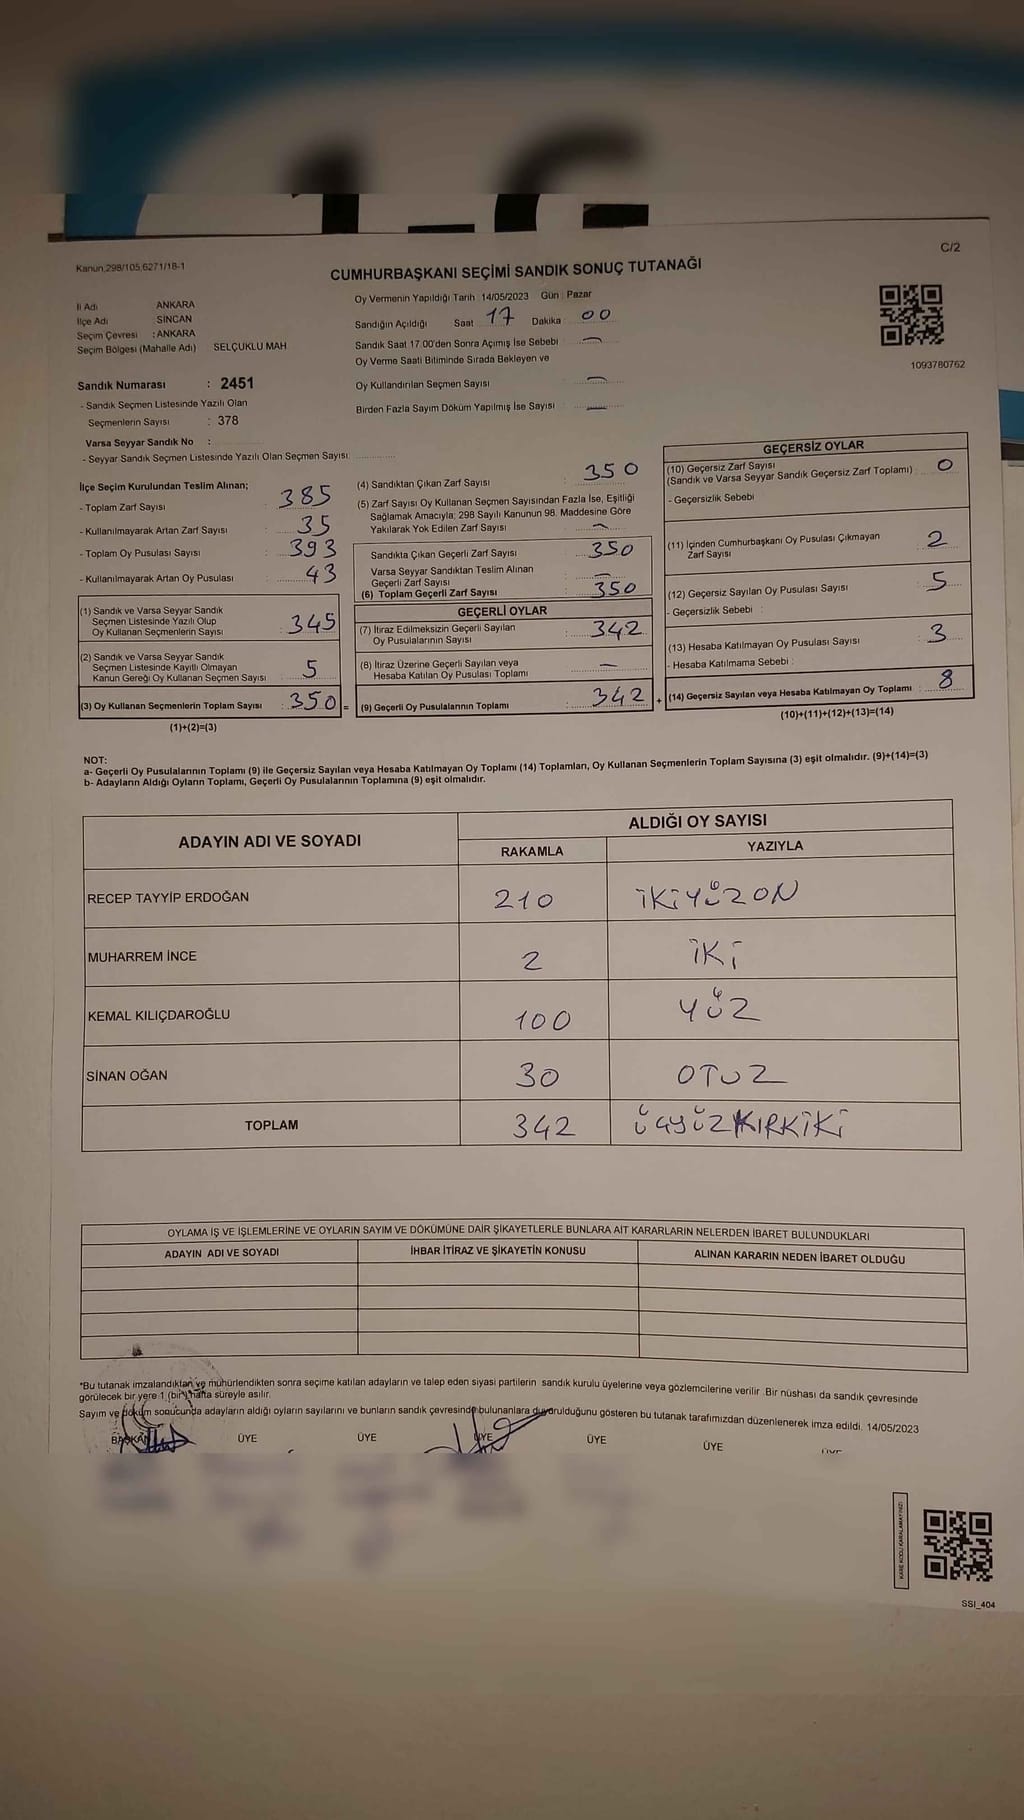 C/2
Kanun,298/105,6271/18-1
CUMHURBAŞKANI SEÇİMİ SANDIK SONUÇ TUTANAĞI
İl Adı ANKARA
İlçe Adı SİNCAN
Seçim Çevresi : ANKARA
Seçim Bölgesi (Mahalle Adı) SELÇUKLU MAH
Sandık Numarası : 2451
- Sandık Seçmen Listesinde Yazılı Olan
Seçmenlerin Sayısı : 378
Varsa Seyyar Sandık No :
- Seyyar Sandık Seçmen Listesinde Yazılı Olan Seçmen Sayısı:
Oy Vermenin Yapıldığı Tarih 14/05/2023 Gün : Pazar
Sandığın Açıldığı Saat 17 Dakika : 00
Sandık Saat 17.00'den Sonra Açımış İse Sebebi : —
Oy Verme Saati Bitiminde Sırada Bekleyen ve
Oy Kullandırılan Seçmen Sayısı —
Birden Fazla Sayım Döküm Yapılmış İse Sayısı —
1093780762
İlçe Seçim Kurulundan Teslim Alınan;
- Toplam Zarf Sayısı : 385
- Kullanılmayarak Artan Zarf Sayısı : 35
- Toplam Oy Pusulası Sayısı : 393
- Kullanılmayarak Artan Oy Pusulası : 43
(1) Sandık ve Varsa Seyyar Sandık
Seçmen Listesinde Yazılı Olup
Oy Kullanan Seçmenlerin Sayısı : 345
(2) Sandık ve Varsa Seyyar Sandık
Seçmen Listesinde Kayıtlı Olmayan
Kanun Gereği Oy Kullanan Seçmen Sayısı : 5
(3) Oy Kullanan Seçmenlerin Toplam Sayısı : 350 =
(1)+(2)=(3)
(4) Sandıktan Çıkan Zarf Sayısı : 350
(5) Zarf Sayısı Oy Kullanan Seçmen Sayısından Fazla İse, Eşitliği
Sağlamak Amacıyla; 298 Sayılı Kanunun 98. Maddesine Göre
Yakılarak Yok Edilen Zarf Sayısı : —
Sandıkta Çıkan Geçerli Zarf Sayısı : 350
Varsa Seyyar Sandıktan Teslim Alınan
Geçerli Zarf Sayısı : —
(6) Toplam Geçerli Zarf Sayısı : 350
GEÇERLİ OYLAR
(7) İtiraz Edilmeksizin Geçerli Sayılan
Oy Pusulalarının Sayısı : 342
(8) İtiraz Üzerine Geçerli Sayılan veya
Hesaba Katılan Oy Pusulası Toplamı : —
(9) Geçerli Oy Pusulalarının Toplamı : 342 +
GEÇERSİZ OYLAR
(10) Geçersiz Zarf Sayısı
(Sandık ve Varsa Seyyar Sandık Geçersiz Zarf Toplamı) : 0
- Geçersizlik Sebebi
(11) İçinden Cumhurbaşkanı Oy Pusulası Çıkmayan
Zarf Sayısı : 2
(12) Geçersiz Sayılan Oy Pusulası Sayısı : 5
- Geçersizlik Sebebi :
(13) Hesaba Katılmayan Oy Pusulası Sayısı : 3
- Hesaba Katılmama Sebebi :
(14) Geçersiz Sayılan veya Hesaba Katılmayan Oy Toplamı : 8
(10)+(11)+(12)+(13)=(14)
NOT:
a- Geçerli Oy Pusulalarının Toplamı (9) ile Geçersiz Sayılan veya Hesaba Katılmayan Oy Toplamı (14) Toplamları, Oy Kullanan Seçmenlerin Toplam Sayısına (3) eşit olmalıdır. (9)+(14)=(3)
b- Adayların Aldığı Oyların Toplamı, Geçerli Oy Pusulalarının Toplamına (9) eşit olmalıdır.
ADAYIN ADI VE SOYADI
ALDIĞI OY SAYISI
RAKAMLA YAZIYLA
RECEP TAYYİP ERDOĞAN 210 İKİYÜZON
MUHARREM İNCE 2 İKİ
KEMAL KILIÇDAROĞLU 100 YÜZ
SİNAN OĞAN 30 OTUZ
TOPLAM 342 ÜÇYÜZKIRKİKİ
OYLAMA İŞ VE İŞLEMLERİNE VE OYLARIN SAYIM VE DÖKÜMÜNE DAİR ŞİKAYETLERLE BUNLARA AİT KARARLARIN NELERDEN İBARET BULUNDUKLARI
ADAYIN ADI VE SOYADI İHBAR İTİRAZ VE ŞİKAYETİN KONUSU ALINAN KARARIN NEDEN İBARET OLDUĞU
*Bu tutanak imzalandıktan ve mühürlendikten sonra seçime katılan adayların ve talep eden siyasi partilerin sandık kurulu üyelerine veya gözlemcilerine verilir. Bir nüshası da sandık çevresinde
görülecek bir yere 1 (bir) hafta süreyle asılır.
Sayım ve döküm sonucunda adayların aldığı oyların sayılarını ve bunların sandık çevresinde bulunanlara duyurulduğunu gösteren bu tutanak tarafımızdan düzenlenerek imza edildi. 14/05/2023
BAŞKAN ÜYE ÜYE ÜYE ÜYE ÜYE
KARE KODU KARALAMAYINIZ!
SSI_404